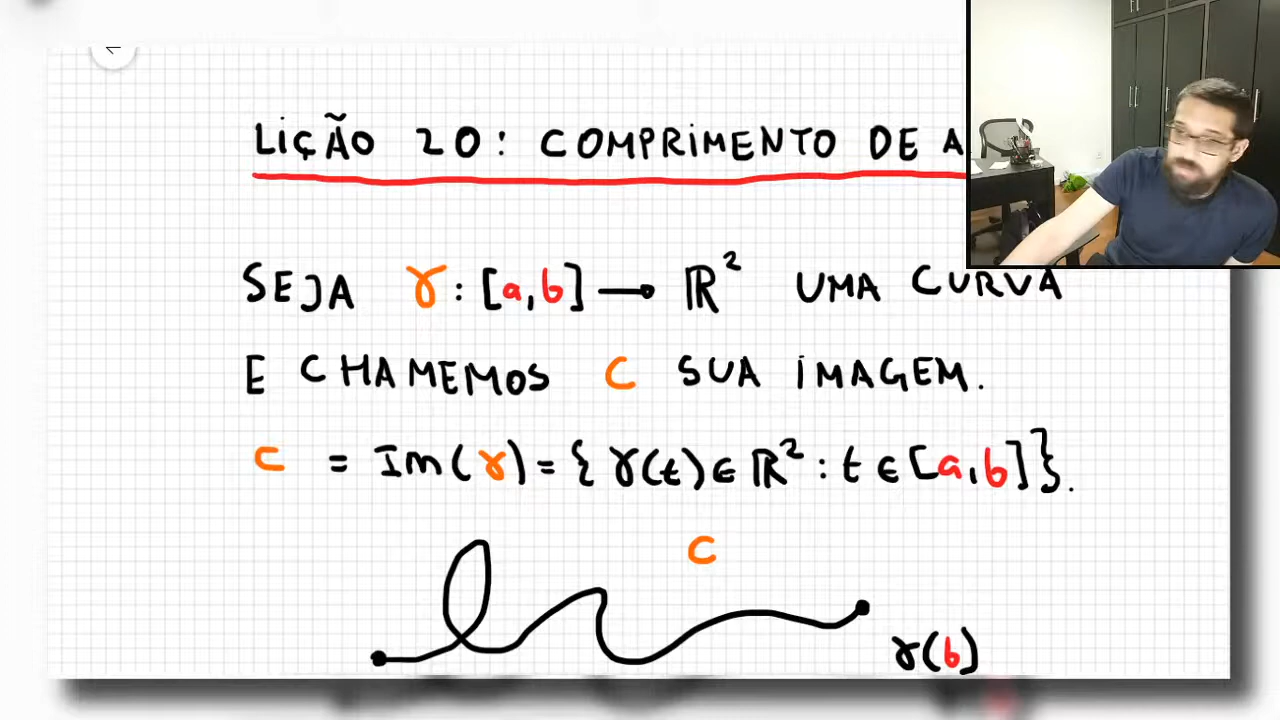 LIÇÃO 20: COMPRIMENTO DE A
SEJA γ: [a,b] → ℝ² UMA CURVA
E CHAMEMOS C SUA IMAGEM.
C = Im(γ) = { γ(t) ∈ ℝ² : t ∈ [a,b] }.
C
γ(b)